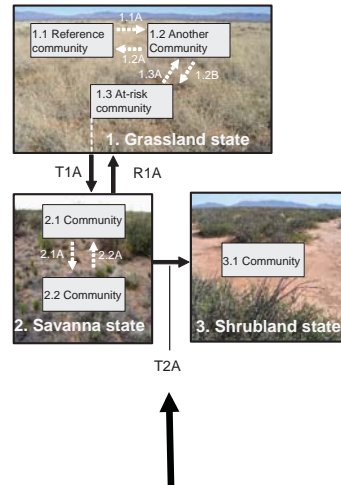 1.1A
1.1 Reference
community
1.2 Another
Community
1.2A
1.3A
1.2B
1.3 At-risk
community
1. Grassland state
T1A
R1A
2.1 Community
2.1A
2.2A
2.2 Community
2. Savanna state
3.1 Community
3. Shrubland state
T2A